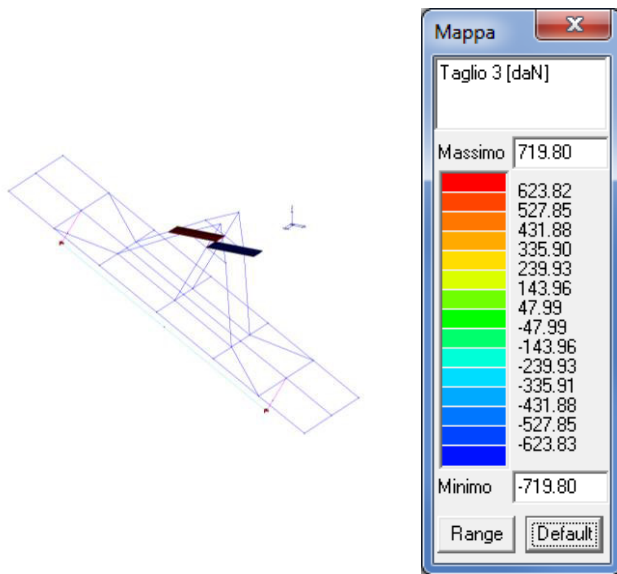 Mappa
Taglio 3 [daN]
Massimo 719.80
623.82
527.85
431.88
335.90
239.93
143.96
47.99
-47.99
-143.96
-239.93
-335.91
-431.88
-527.85
-623.83
Minimo -719.80
Range Default